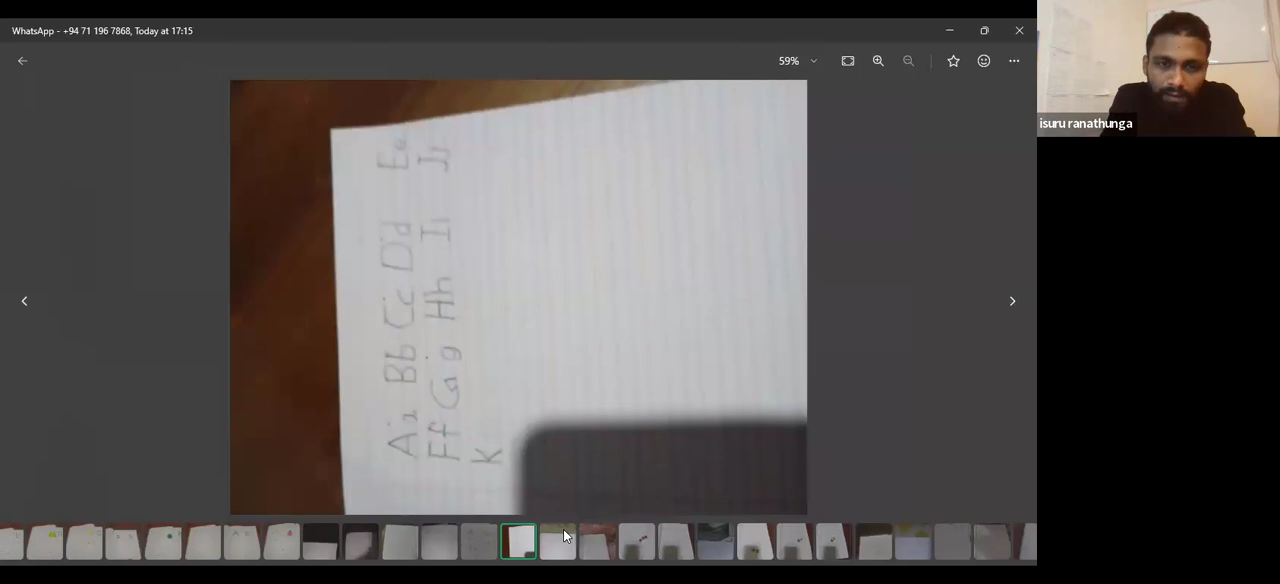 WhatsApp - +94 71 196 7868, Today at 17:15
59%
isuru ranathunga
Aa Bb Cc Dd Ee
Ff Gg Hh Ii Jj
K